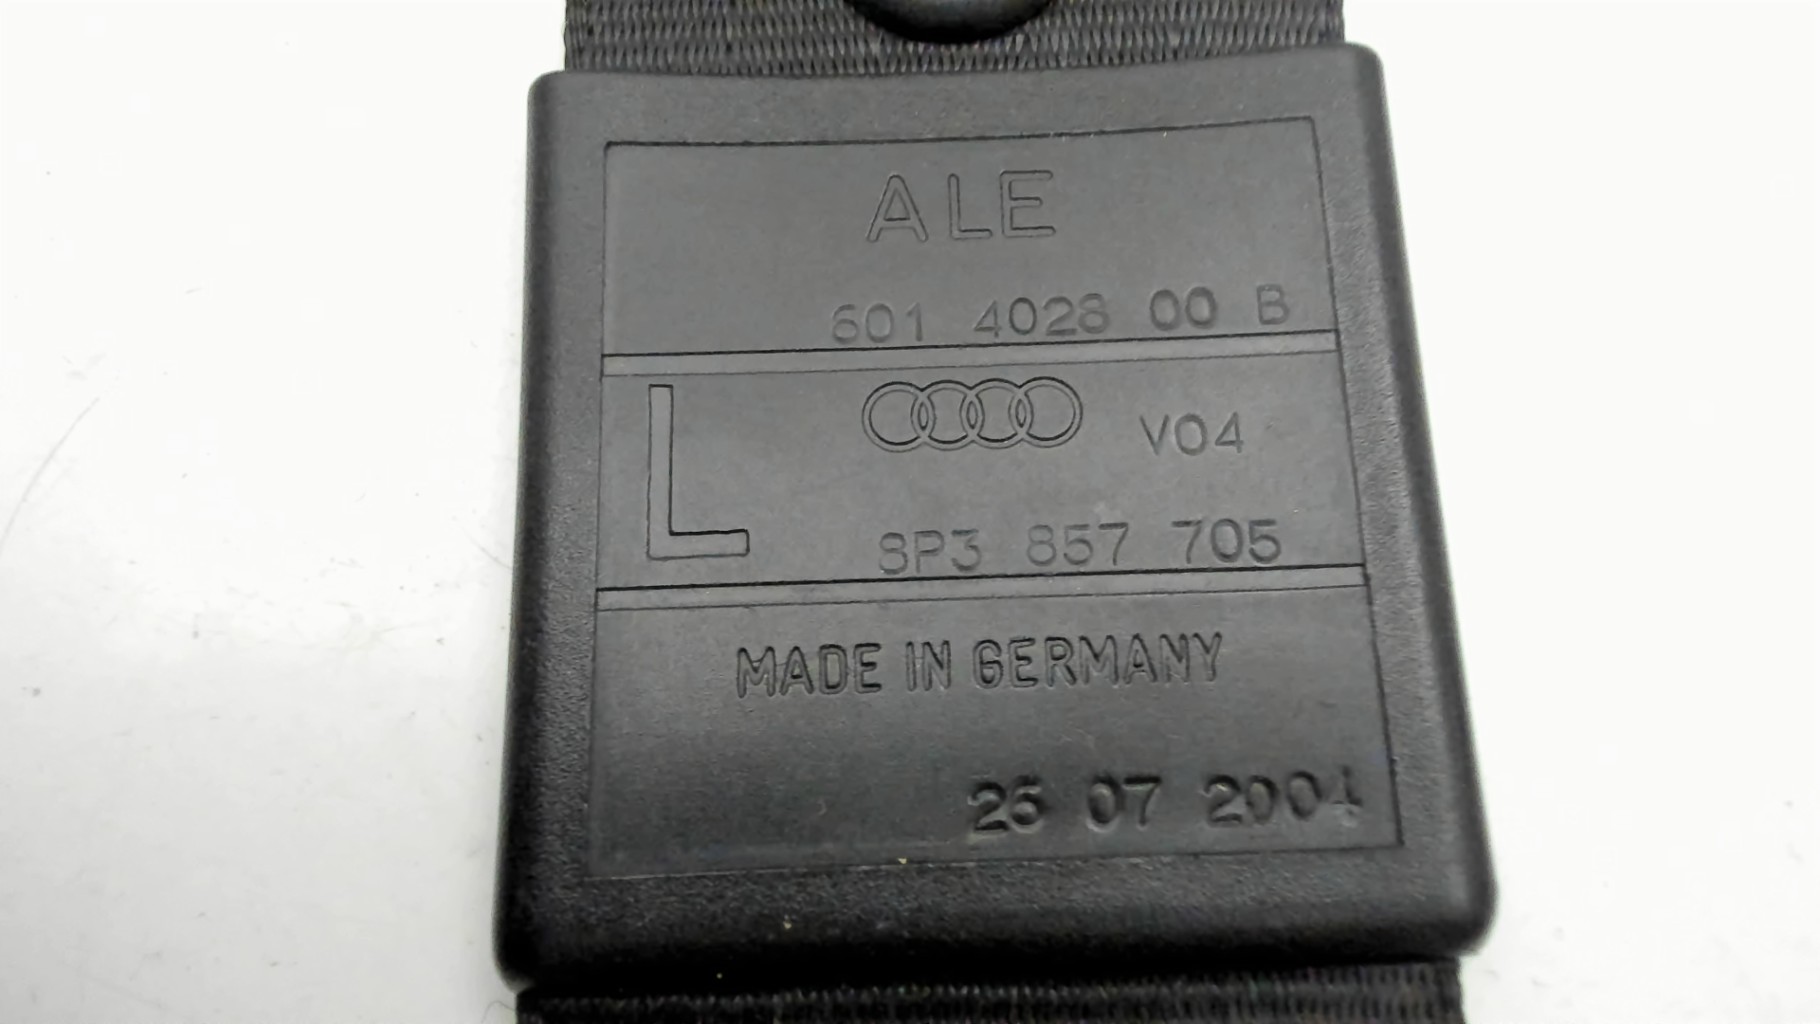 ALE
601 4028 00 B
L
V04
8P3 857 705
MADE IN GERMANY
26 07 2004